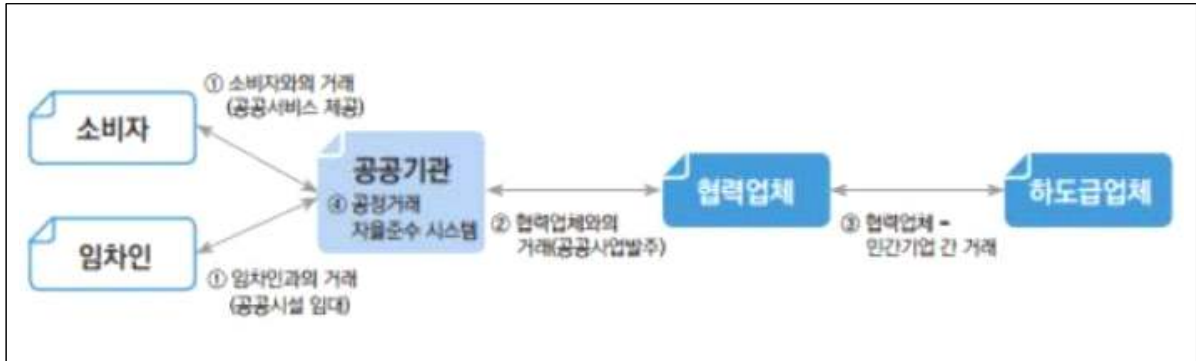 ① 소비자와의 거래
(공공서비스 제공)
소비자
공공기관
④ 공정거래
자율준수 시스템
협력업체
하도급업체
② 협력업체와의
거래(공공사업발주)
③ 협력업체 -
민간기업 간 거래
임차인
① 임차인과의 거래
(공공시설 임대)